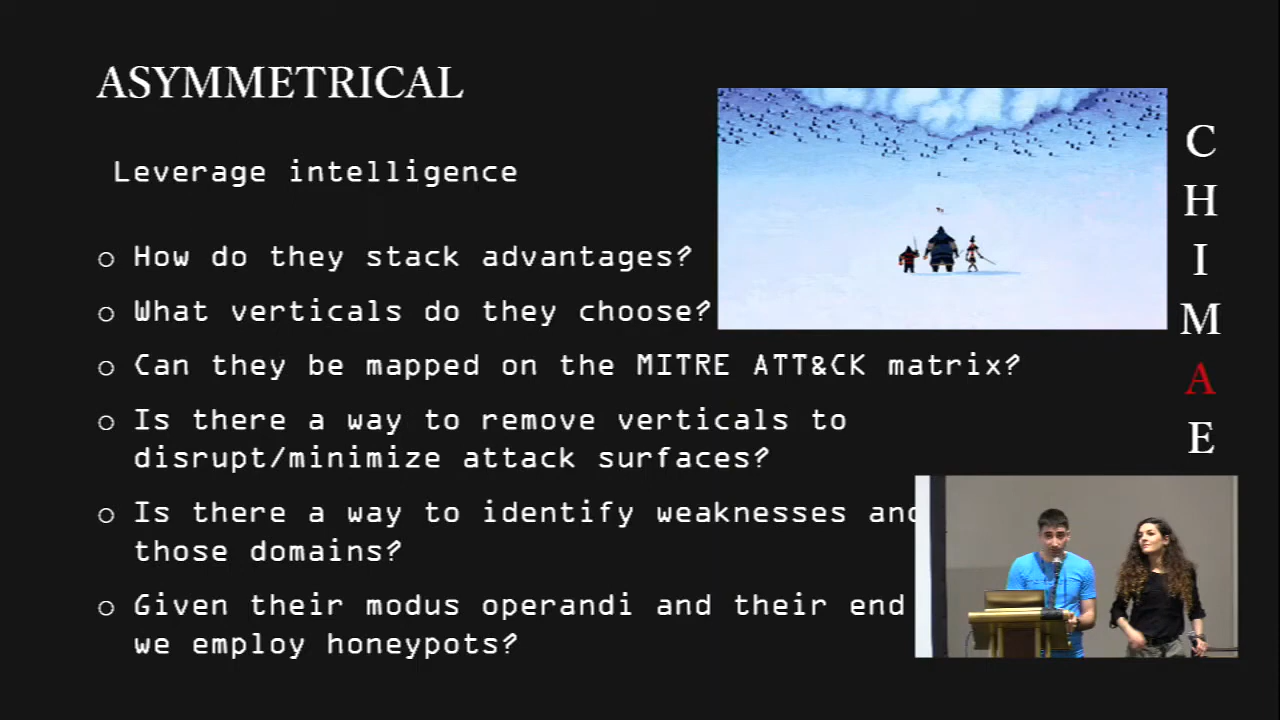 ASYMMETRICAL
Leverage intelligence
How do they stack advantages?
What verticals do they choose?
Can they be mapped on the MITRE ATT&CK matrix?
Is there a way to remove verticals to
disrupt/minimize attack surfaces?
Is there a way to identify weaknesses and
those domains?
Given their modus operandi and their end
we employ honeypots?
C
H
I
M
A
E